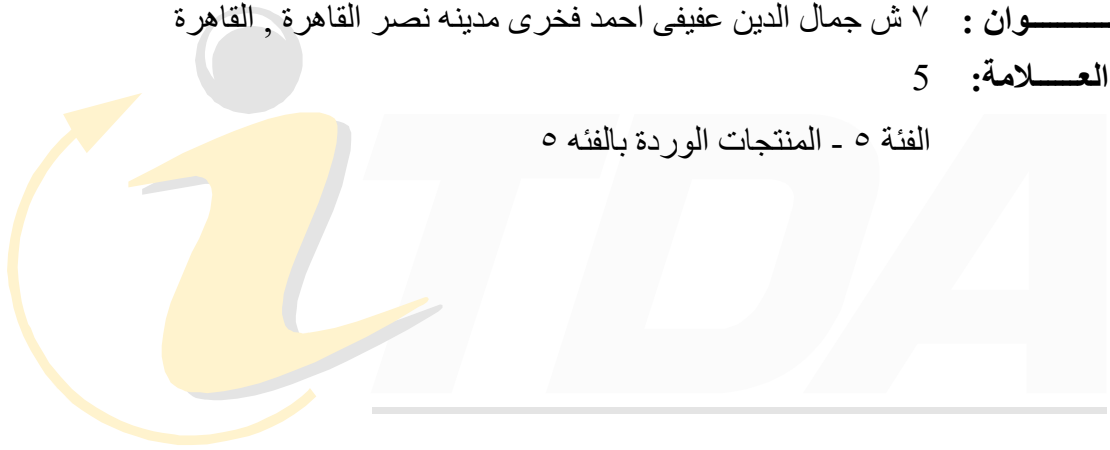 ـــــــوان : ٧ ش جمال الدين عفيفى احمد فخرى مدينه نصر القاهرة , القاهرة
العـــــلامة: 5
الفئة ٥ - المنتجات الوردة بالفئه ٥
iTDA